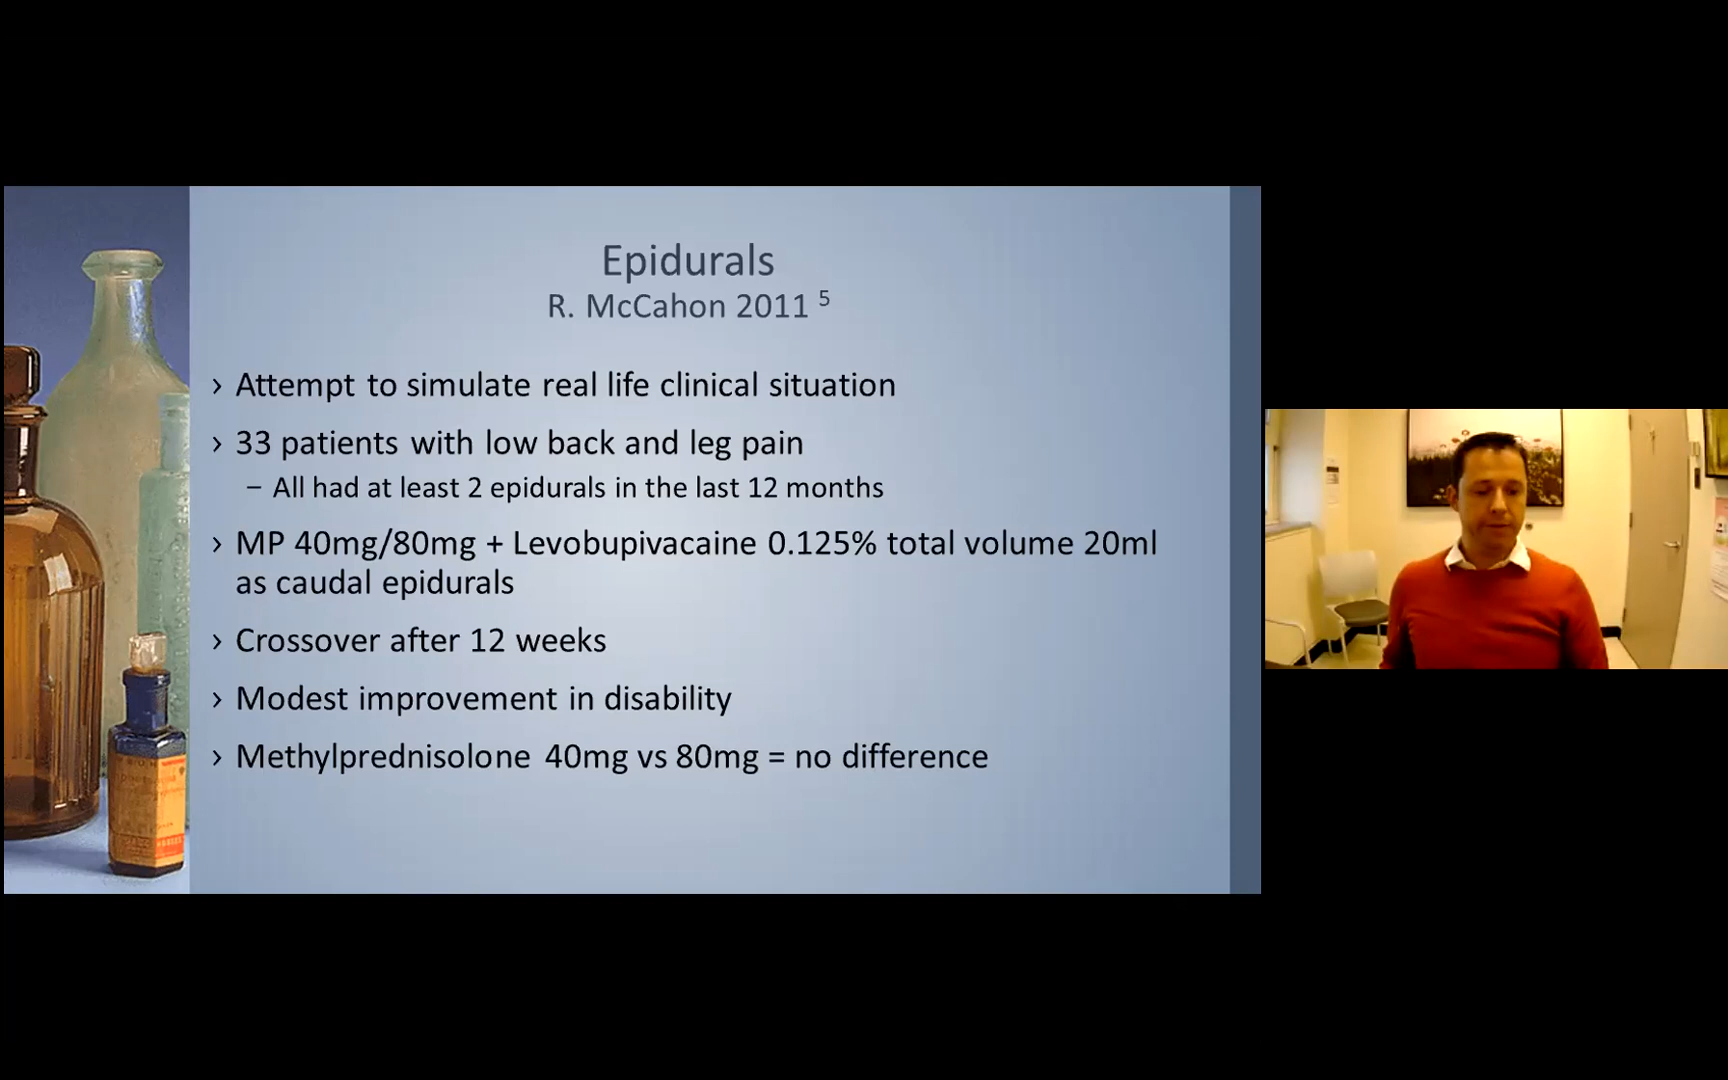 Epidurals
R. McCahon 2011 5
› Attempt to simulate real life clinical situation
› 33 patients with low back and leg pain
– All had at least 2 epidurals in the last 12 months
› MP 40mg/80mg + Levobupivacaine 0.125% total volume 20ml
as caudal epidurals
› Crossover after 12 weeks
› Modest improvement in disability
› Methylprednisolone 40mg vs 80mg = no difference